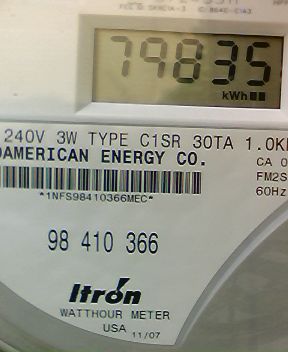 79835
kWh
240V 3W TYPE C1SR 30TA 1.0K
AMERICAN ENERGY CO.
CA 0
*1NFS98410366MEC*
FM2S
60Hz
98 410 366
Itrón
WATTHOUR METER
USA 11/07